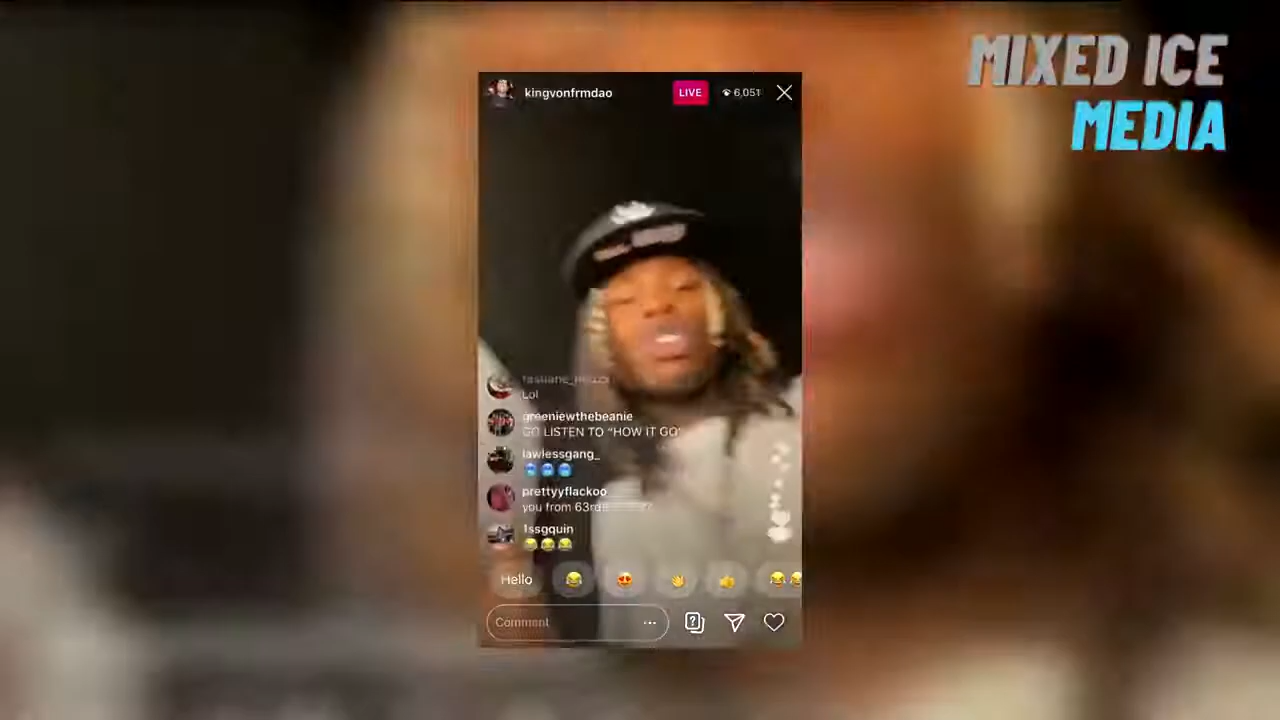 MIXED ICE
MEDIA
kingvonfrmdao
LIVE
6,051
Lol
greeniewthebeanie
GO LISTEN TO "HOW IT GO"
lawlessgang_
prettyyflackoo
you from 63rd
1ssgquin
Hello
Comment